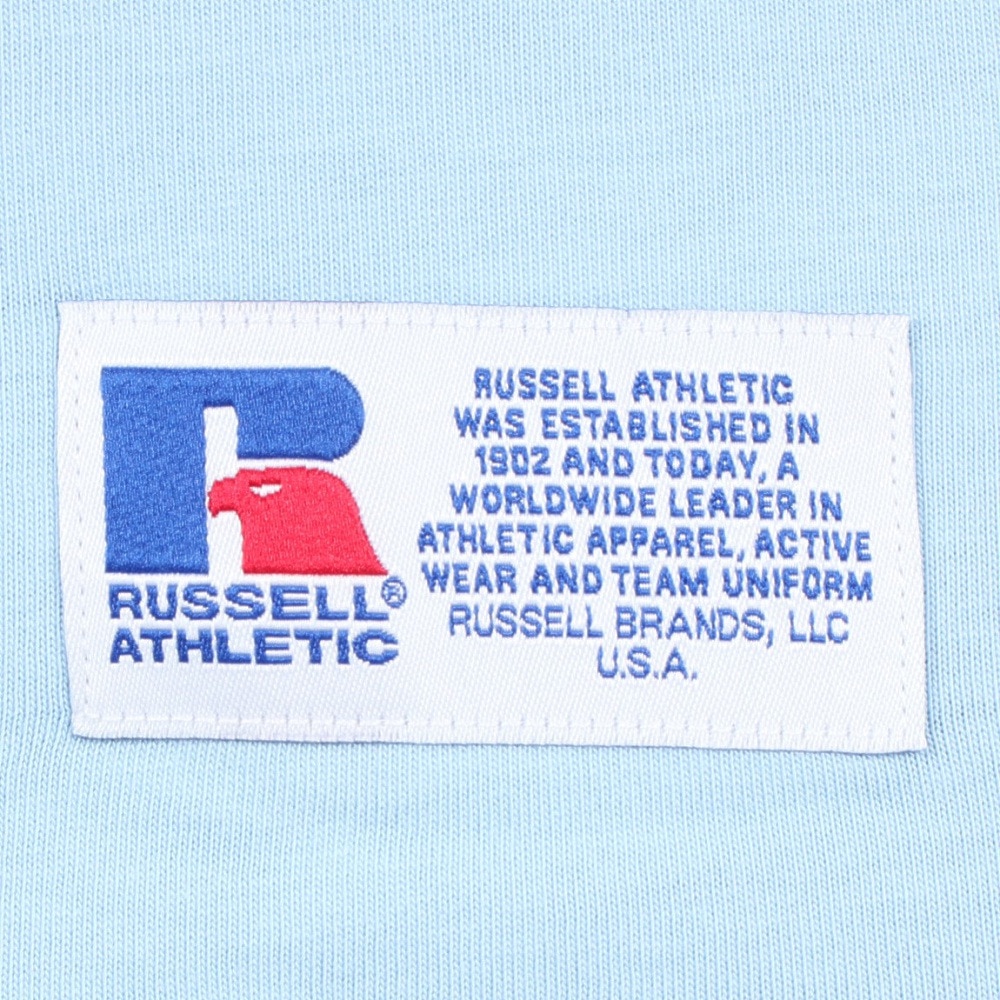 RUSSELL®
ATHLETIC
RUSSELL ATHLETIC
WAS ESTABLISHED IN
1902 AND TODAY, A
WORLDWIDE LEADER IN
ATHLETIC APPAREL, ACTIVE
WEAR AND TEAM UNIFORM
RUSSELL BRANDS, LLC
U.S.A.